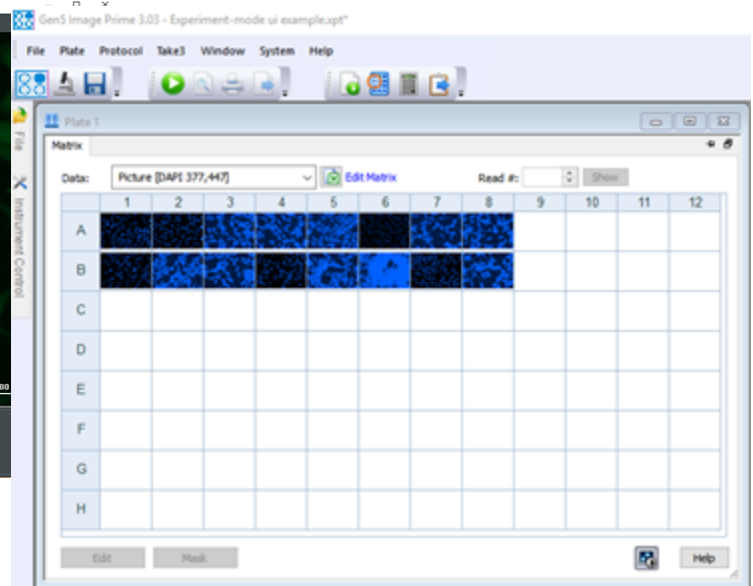 Gen5 Image Prime 3.03 - Experiment-mode ui example.xpt*
File Plate Protocol Take3 Window System Help
Plate 1
Matrix
File
Instrument Control
Data: Picture [DAPI 377,447] Edit Matrix Read #: Show
1 2 3 4 5 6 7 8 9 10 11 12
A
B
C
D
E
F
G
H
00
Edit Mask Help